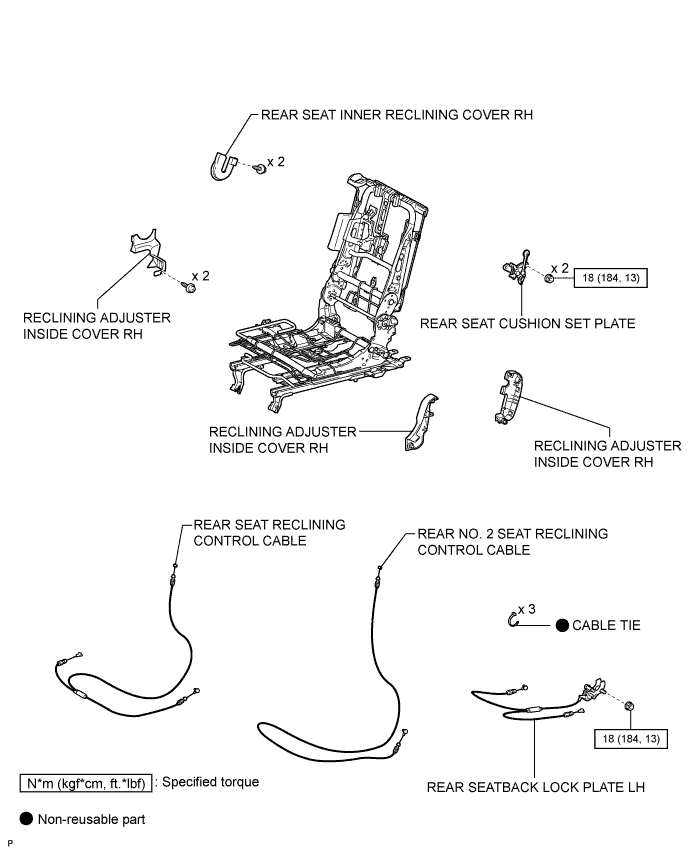 REAR SEAT INNER RECLINING COVER RH
x 2
x 2
RECLINING ADJUSTER
INSIDE COVER RH
x 2
18 (184, 13)
REAR SEAT CUSHION SET PLATE
RECLINING ADJUSTER
INSIDE COVER RH
RECLINING ADJUSTER
INSIDE COVER RH
REAR SEAT RECLINING
CONTROL CABLE
REAR NO. 2 SEAT RECLINING
CONTROL CABLE
x 3
CABLE TIE
18 (184, 13)
REAR SEATBACK LOCK PLATE LH
N*m (kgf*cm, ft.*lbf) : Specified torque
Non-reusable part
P